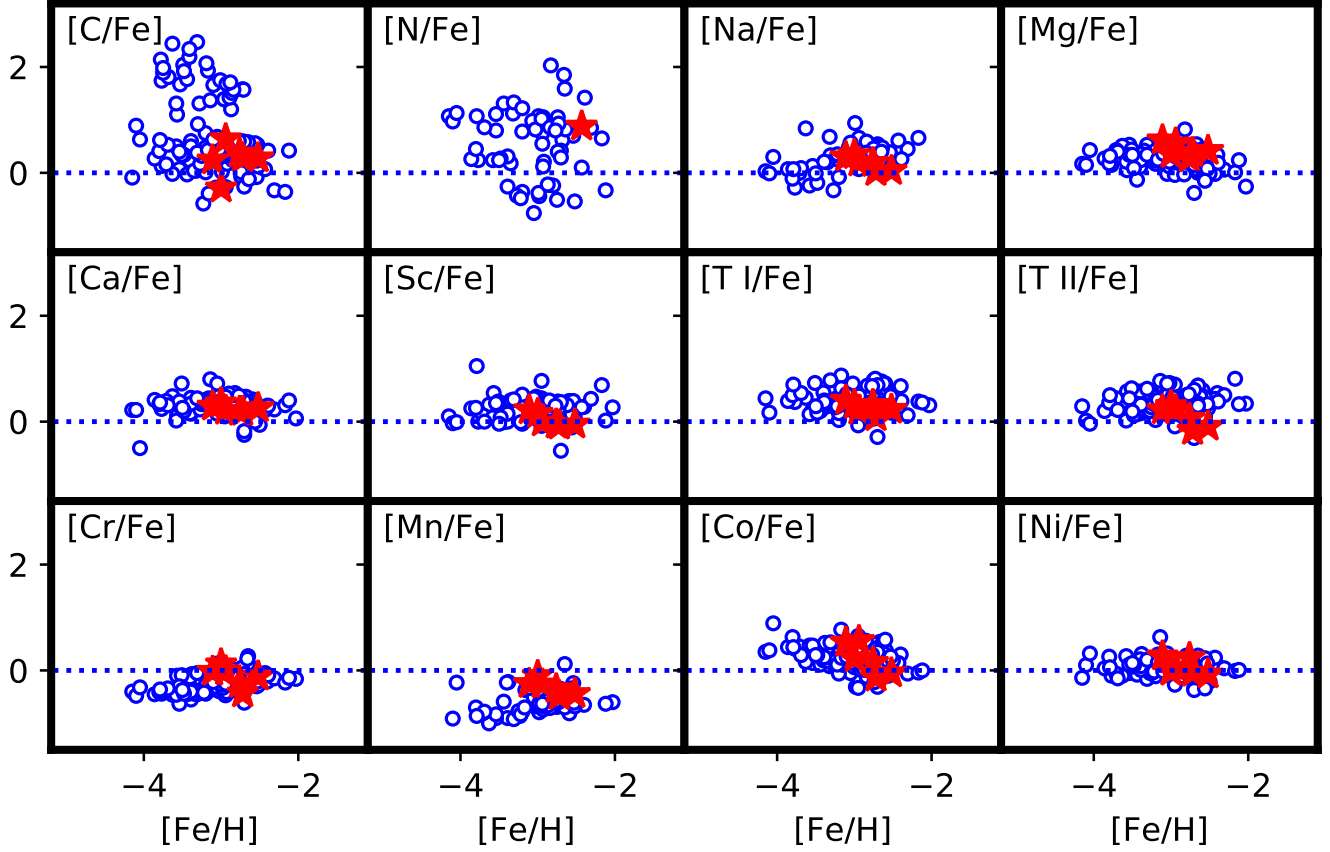 [C/Fe] [N/Fe] [Na/Fe] [Mg/Fe]
2
0
[Ca/Fe] [Sc/Fe] [T I/Fe] [T II/Fe]
2
0
[Cr/Fe] [Mn/Fe] [Co/Fe] [Ni/Fe]
2
0
−4 −2 −4 −2 −4 −2 −4 −2
[Fe/H] [Fe/H] [Fe/H] [Fe/H]